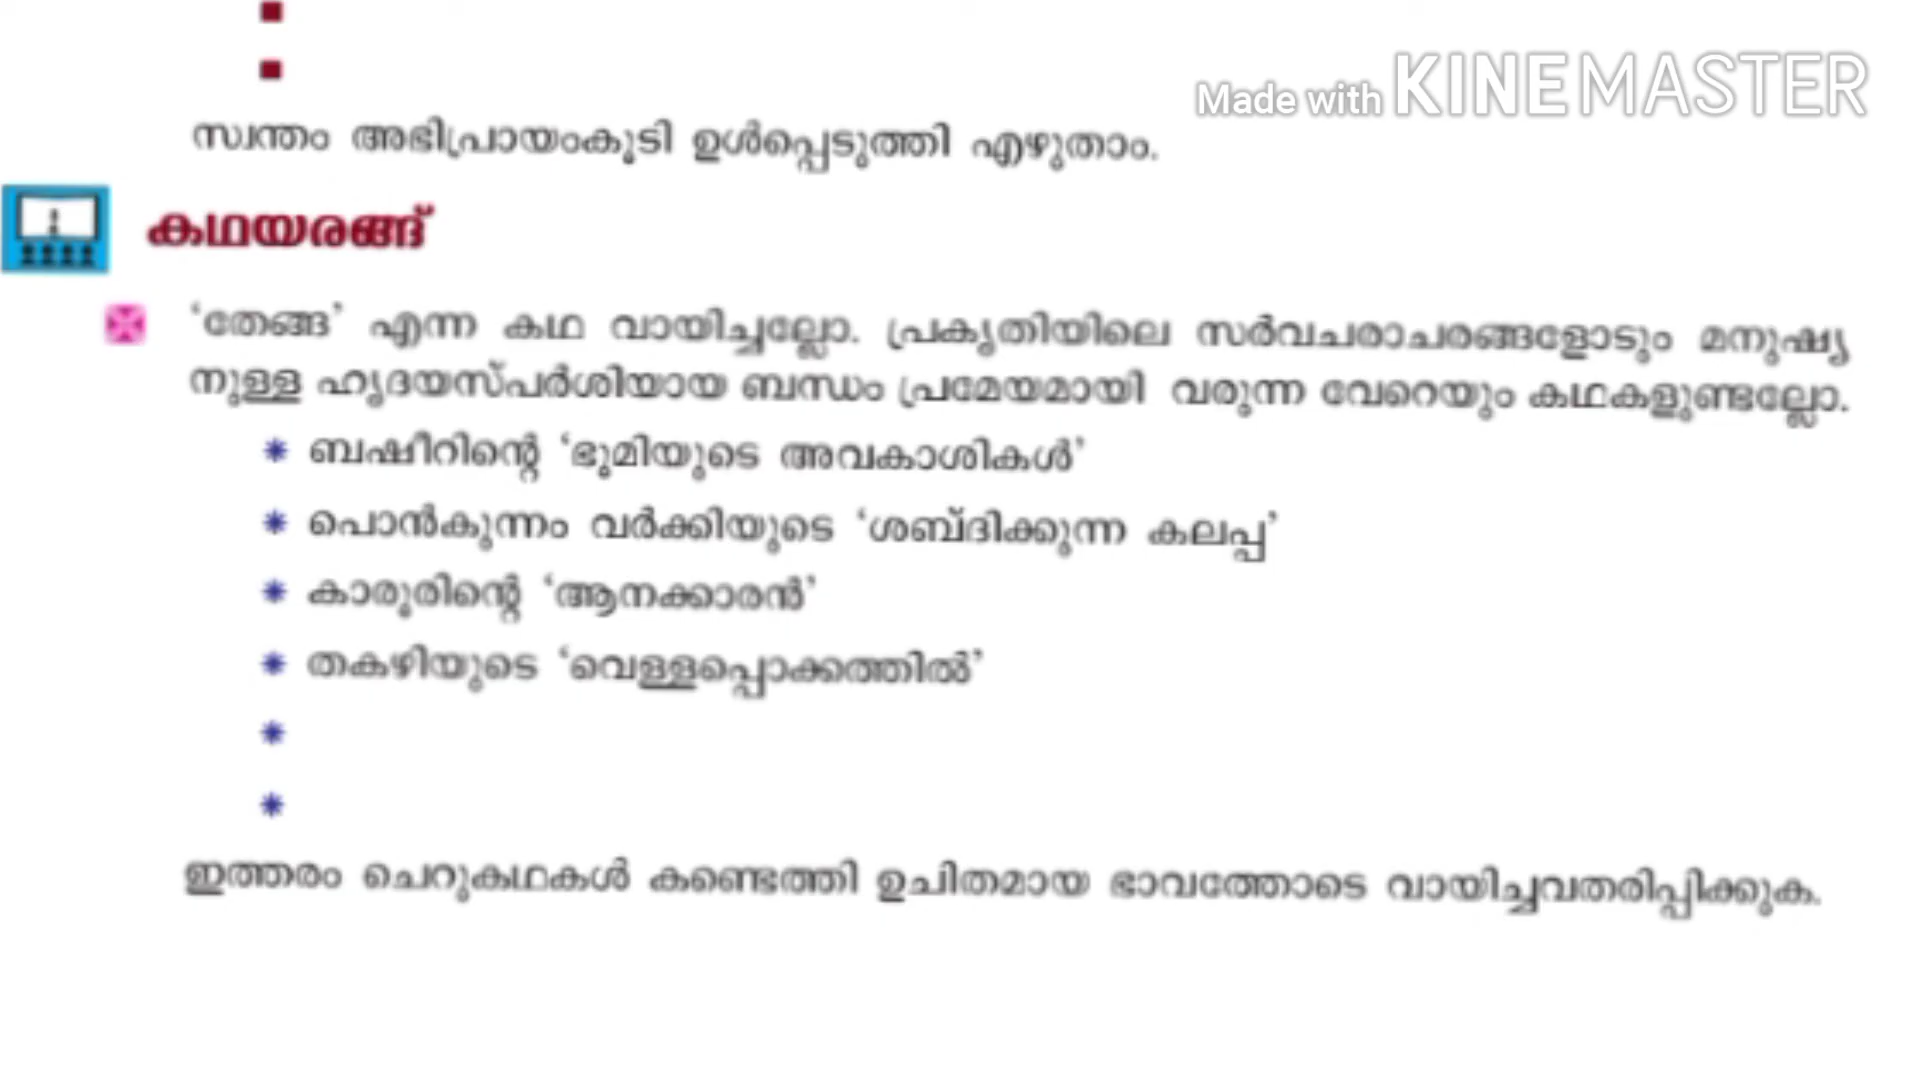 Made with KINEMASTER
സ്വന്തം അഭിപ്രായംകൂടി ഉൾപ്പെടുത്തി എഴുതാം.
കഥയരങ്ങ്
‘തേങ്ങ’ എന്ന കഥ വായിച്ചല്ലോ. പ്രകൃതിയിലെ സർവചരാചരങ്ങളോടും മനുഷ്യ
നുള്ള ഹൃദയസ്പർശിയായ ബന്ധം പ്രമേയമായി വരുന്ന വേറെയും കഥകളുണ്ടല്ലോ.
* ബഷീറിന്റെ ‘ഭൂമിയുടെ അവകാശികൾ’
* പൊൻകുന്നം വർക്കിയുടെ ‘ശബ്ദിക്കുന്ന കലപ്പ’
* കാരൂരിന്റെ ‘ആനക്കാരൻ’
* തകഴിയുടെ ‘വെള്ളപ്പൊക്കത്തിൽ’
*
*
ഇത്തരം ചെറുകഥകൾ കണ്ടെത്തി ഉചിതമായ ഭാവത്തോടെ വായിച്ചവതരിപ്പിക്കുക.